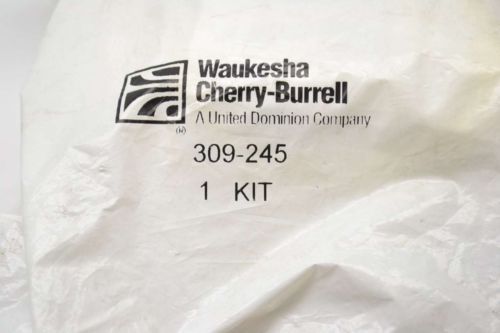 Waukesha
Cherry-Burrell
A United Dominion Company
309-245
1 KIT